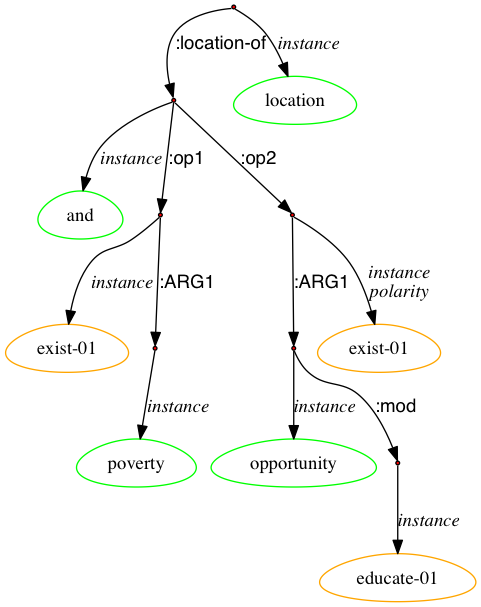 :location-of instance
location
instance :op1 :op2
and
instance :ARG1 :ARG1 instance
polarity
exist-01 exist-01
instance instance :mod
poverty opportunity
instance
educate-01